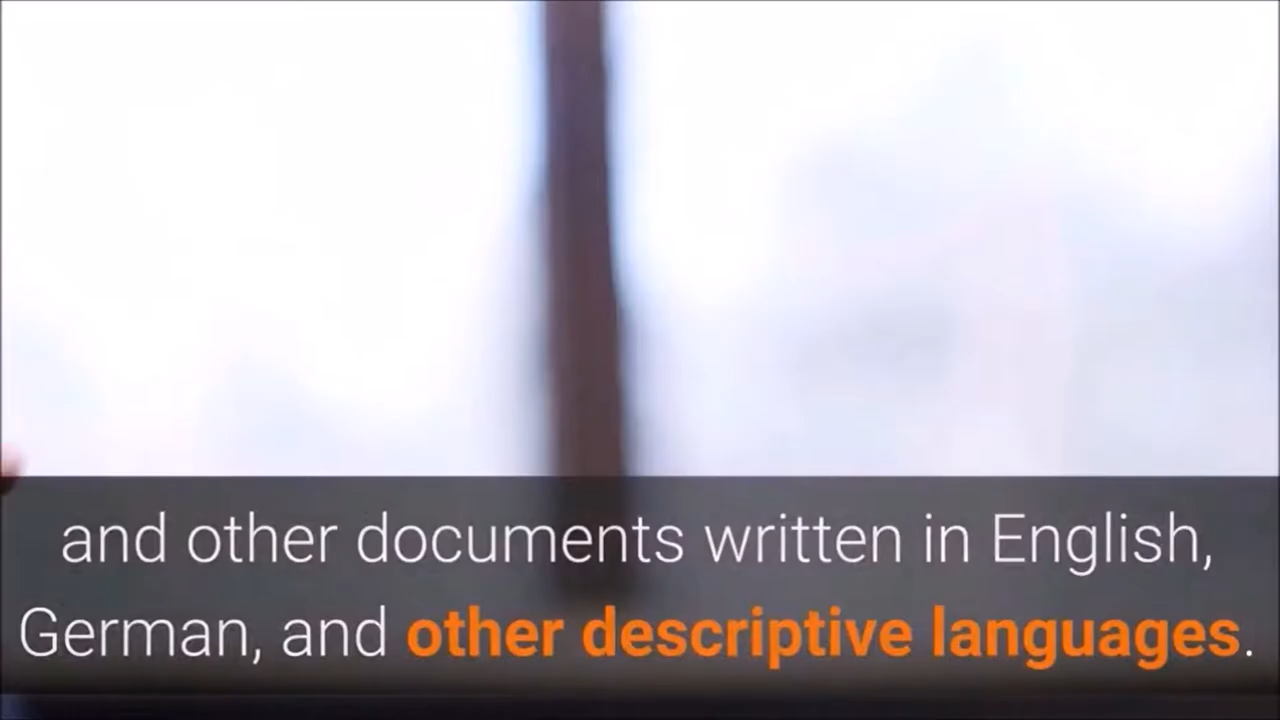 and other documents written in English,
German, and other descriptive languages.